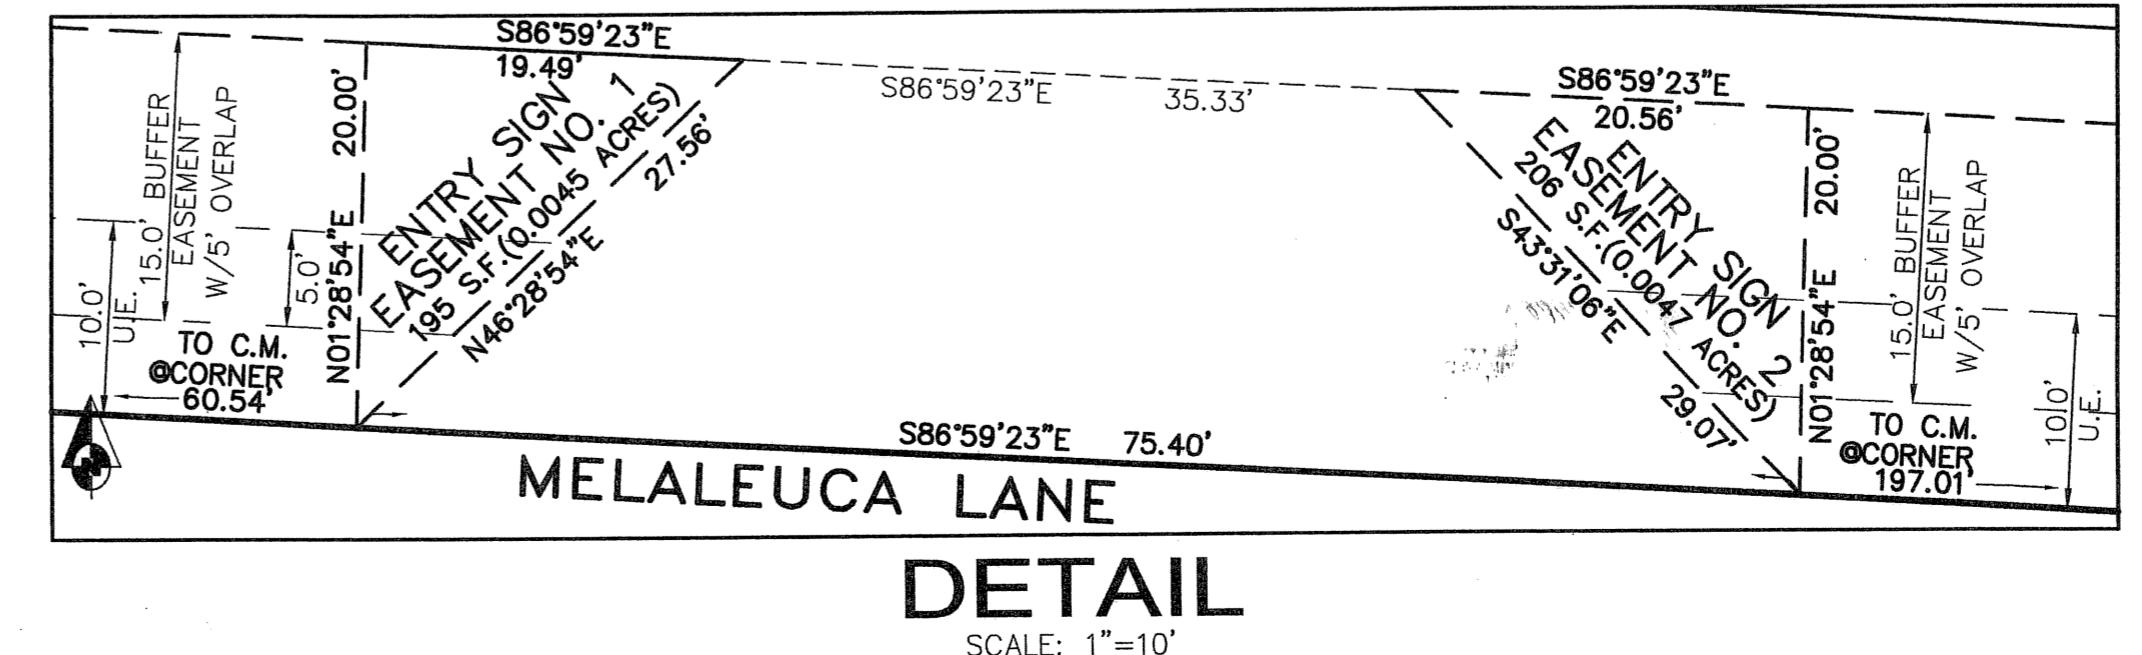 S86°59'23"E
19.49'
20.00'
N01°28'54"E
ENTRY SIGN
EASEMENT NO. 1
195 S.F.(0.0045 ACRES)
27.56'
N46°28'54"E
15.0' BUFFER
EASEMENT
W/5' OVERLAP
10.0'
U.E.
5.0'
TO C.M.
@CORNER
60.54'
S86°59'23"E 35.33'
S86°59'23"E
20.56'
ENTRY SIGN
EASEMENT NO. 2
206 S.F.(0.0047 ACRES)
S43°31'06"E
29.07'
20.00'
N01°28'54"E
15.0' BUFFER
EASEMENT
W/5' OVERLAP
TO C.M.
@CORNER
197.01'
10.0'
U.E.
S86°59'23"E 75.40'
MELALEUCA LANE
N
DETAIL
SCALE: 1"=10'